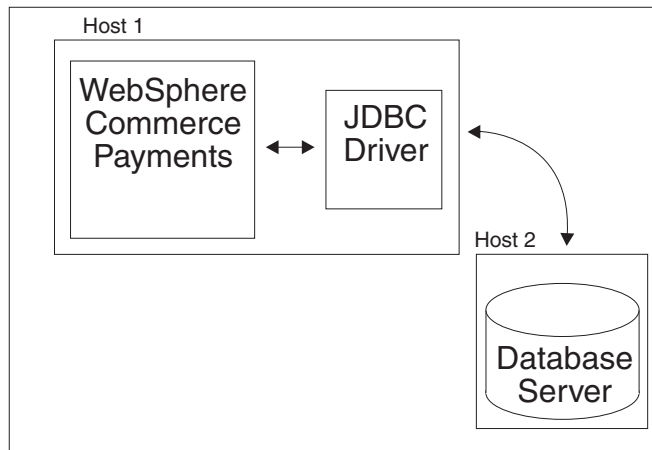 Host 1
WebSphere
Commerce
Payments
JDBC
Driver
Host 2
Database
Server